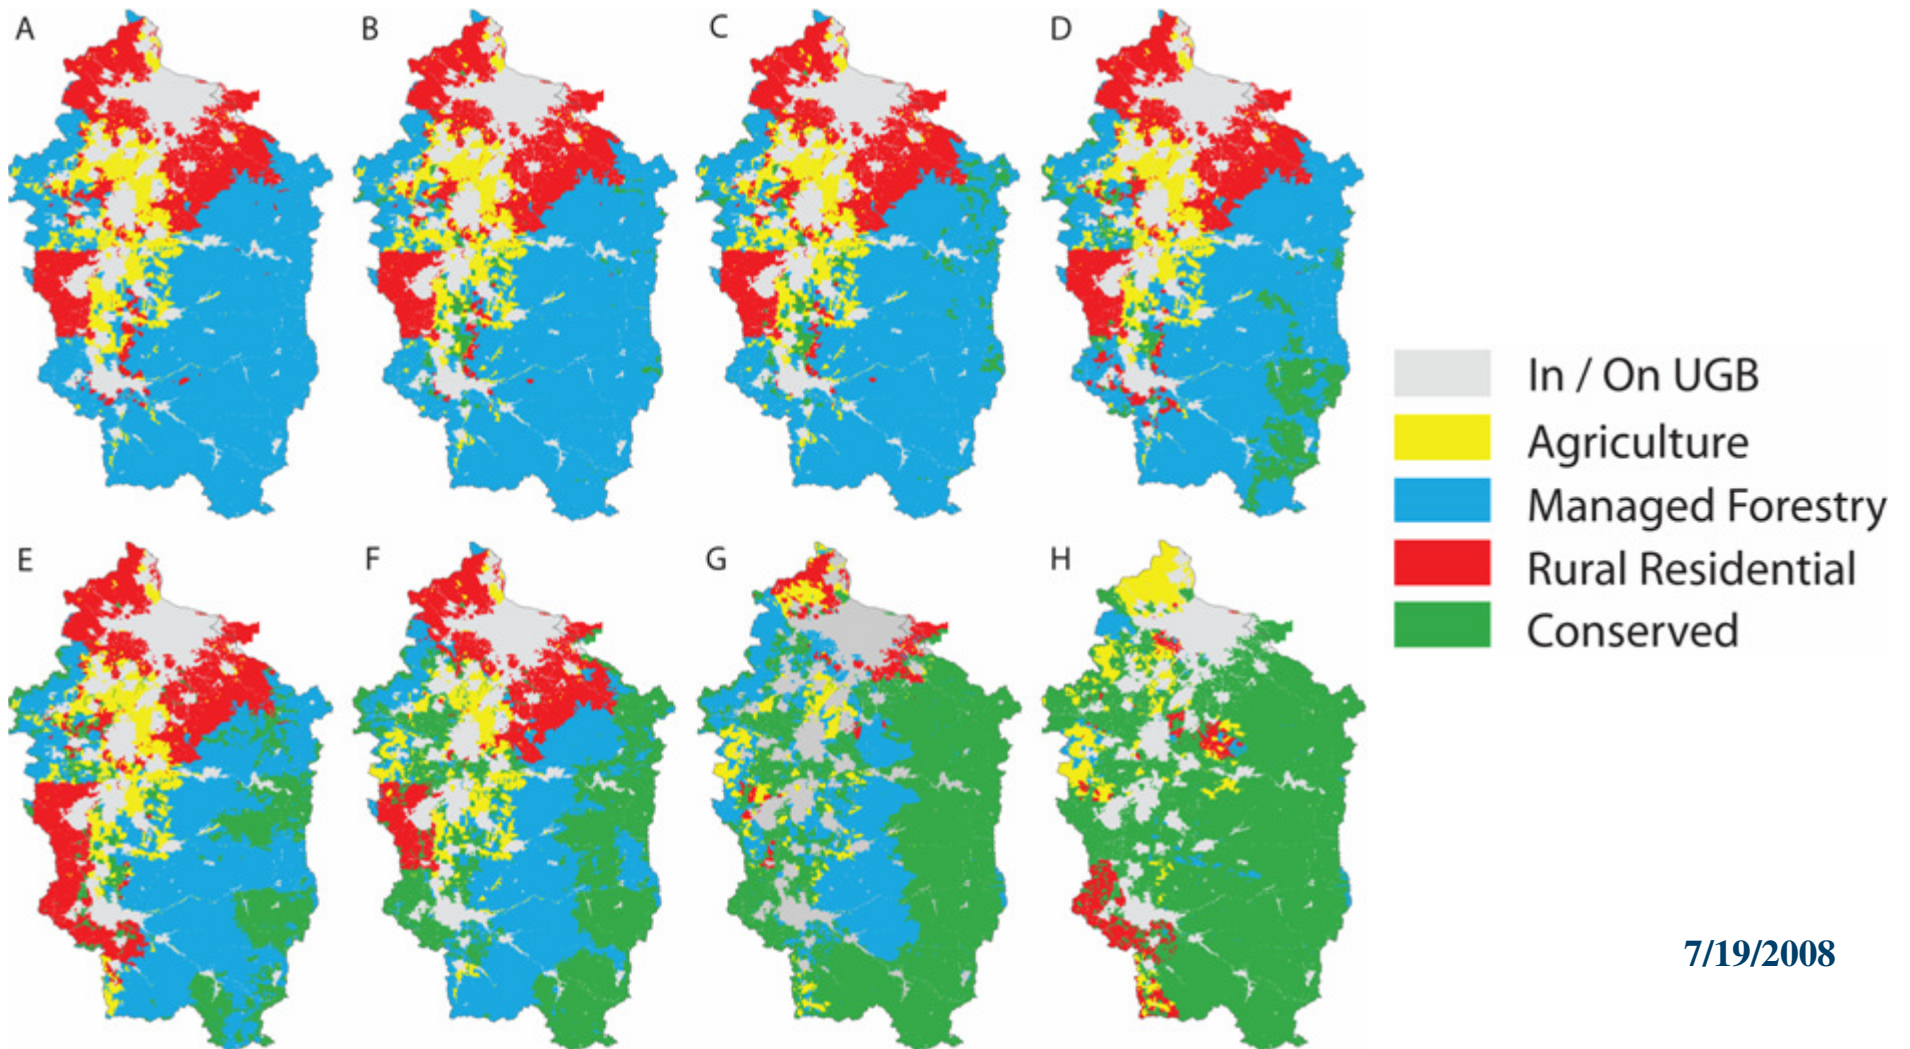 A
B
C
D
E
F
G
H
In / On UGB
Agriculture
Managed Forestry
Rural Residential
Conserved
7/19/2008